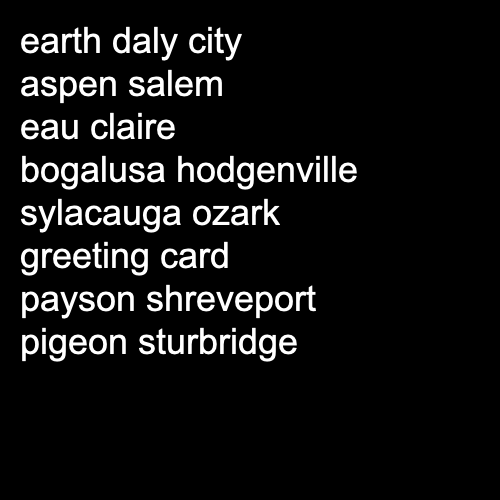 earth daly city
aspen salem
eau claire
bogalusa hodgenville
sylacauga ozark
greeting card
payson shreveport
pigeon sturbridge